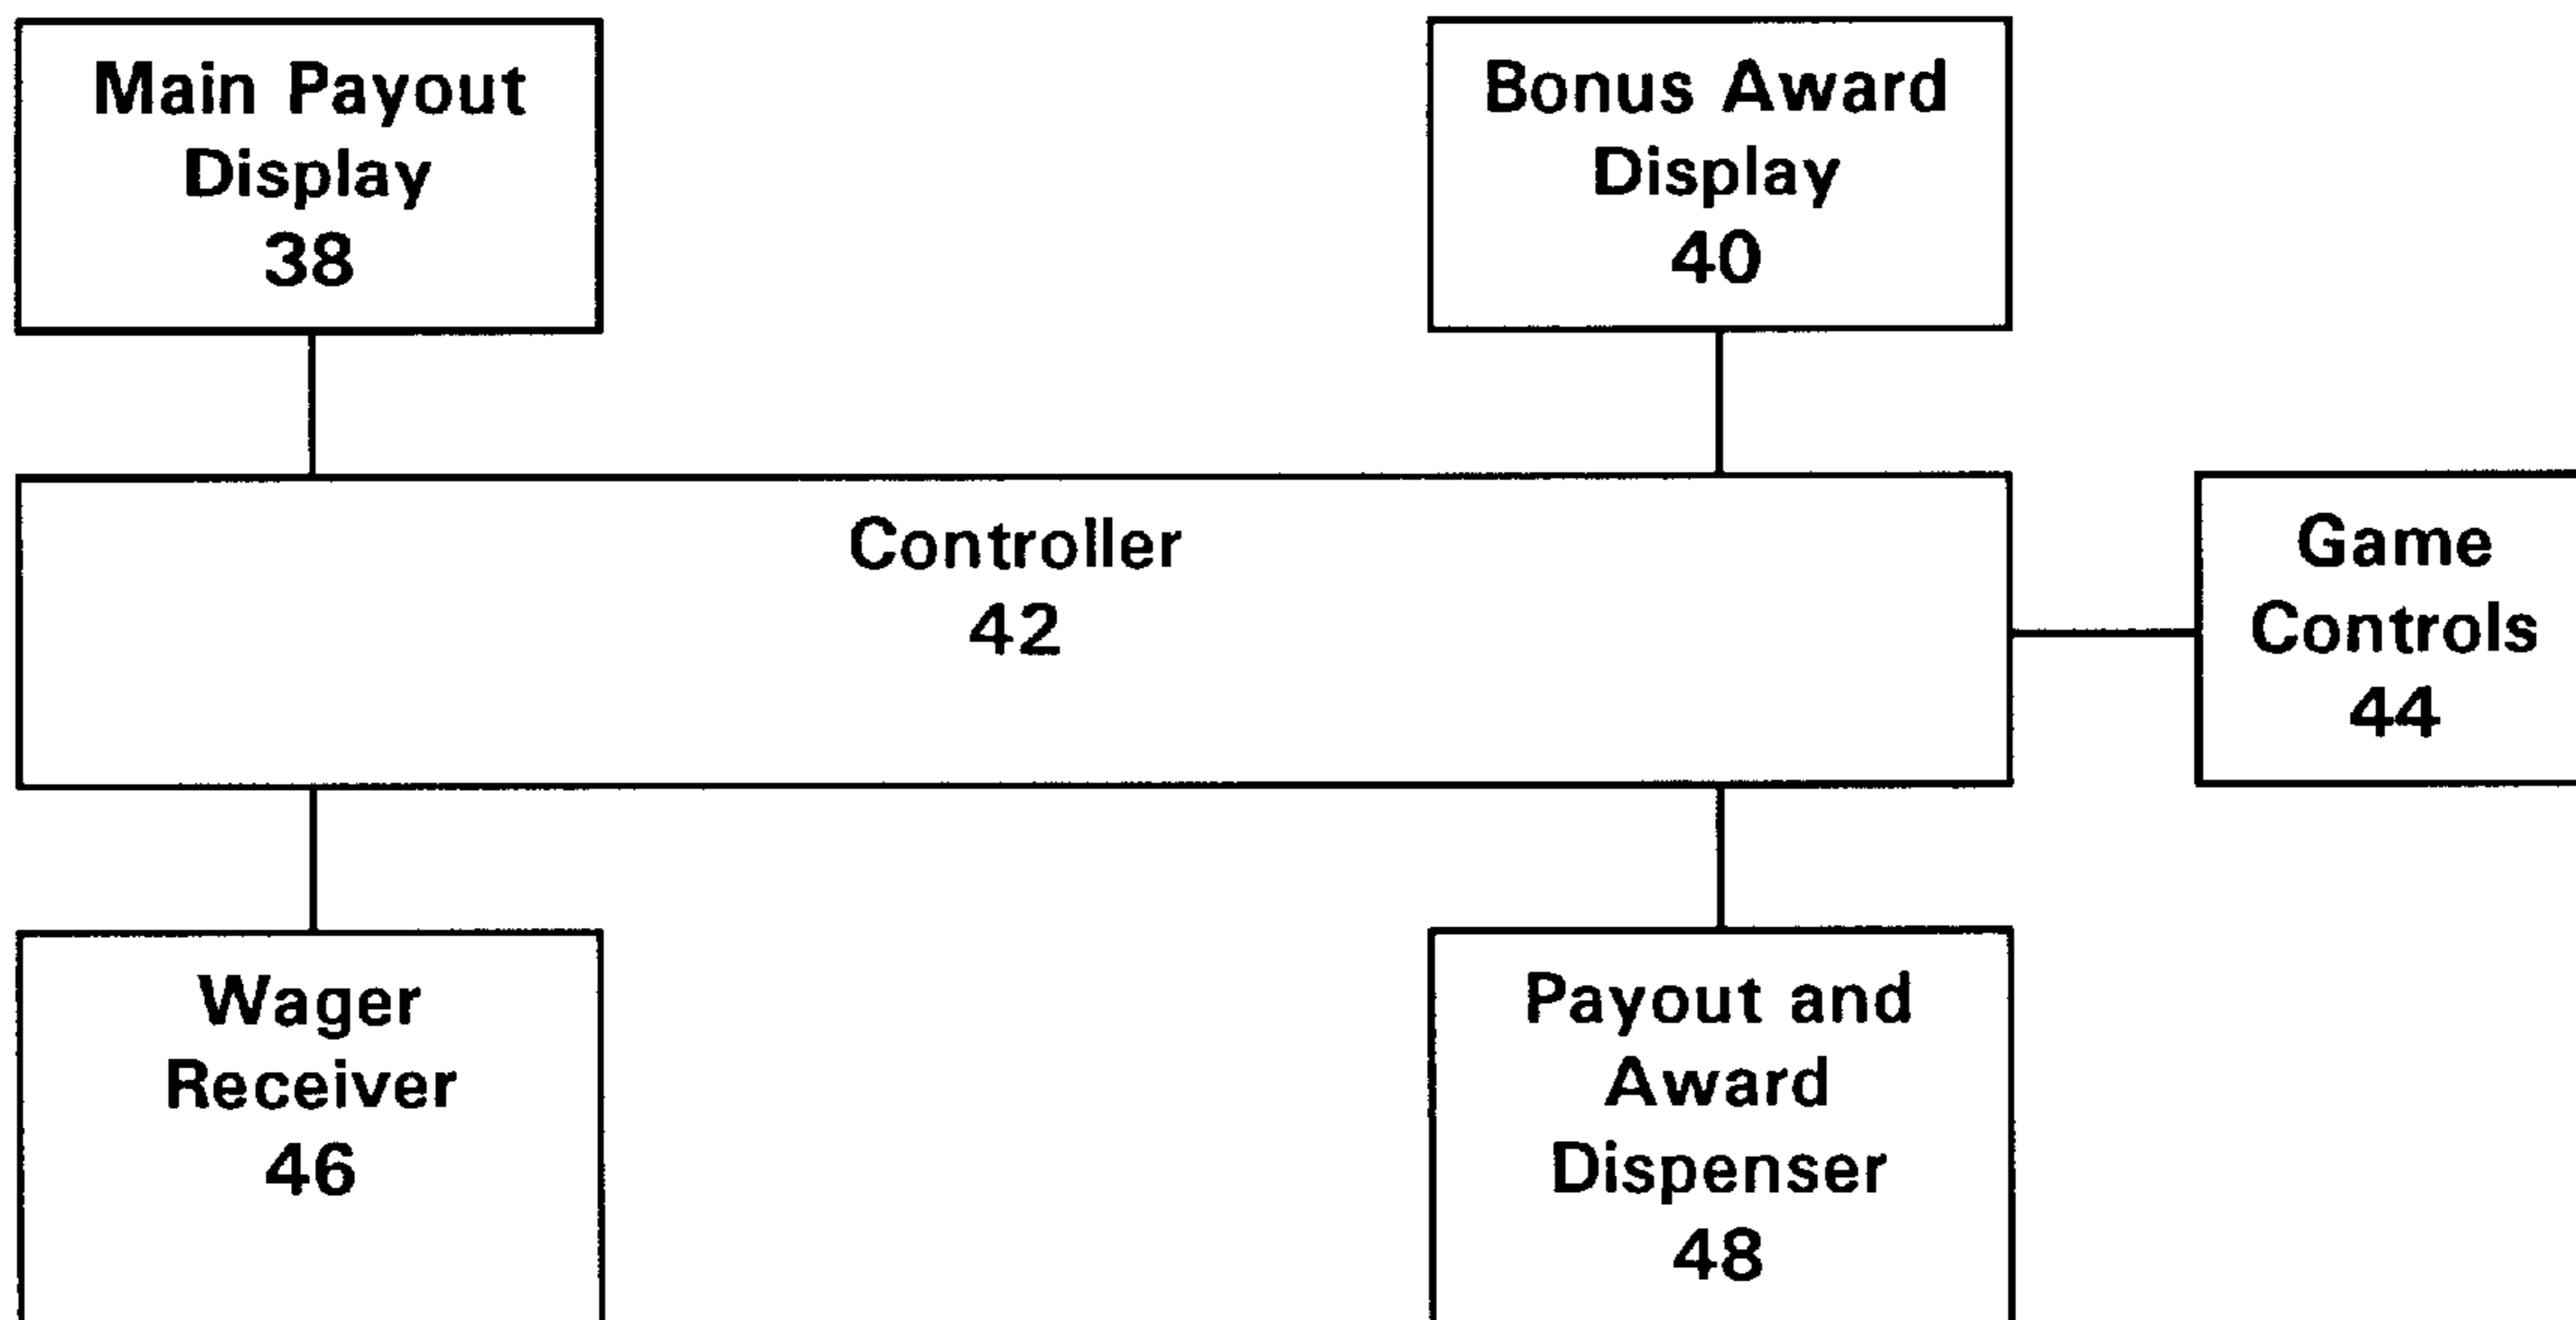 Main Payout
Display
38
Bonus Award
Display
40
Controller
42
Game
Controls
44
Wager
Receiver
46
Payout and
Award
Dispenser
48